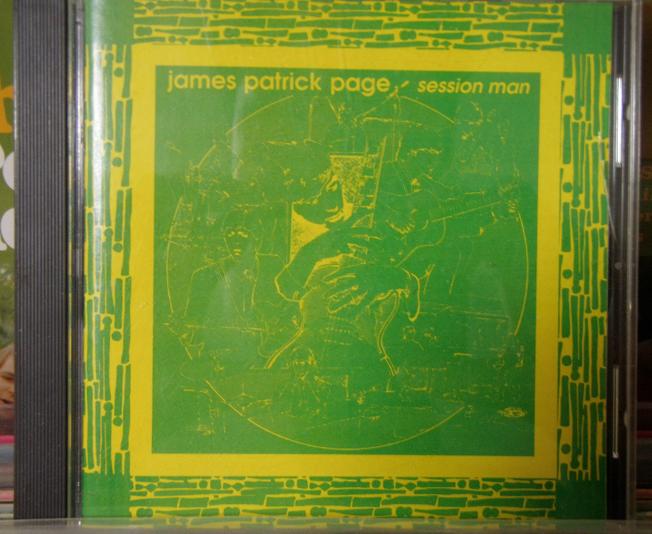 james patrick page, - session man